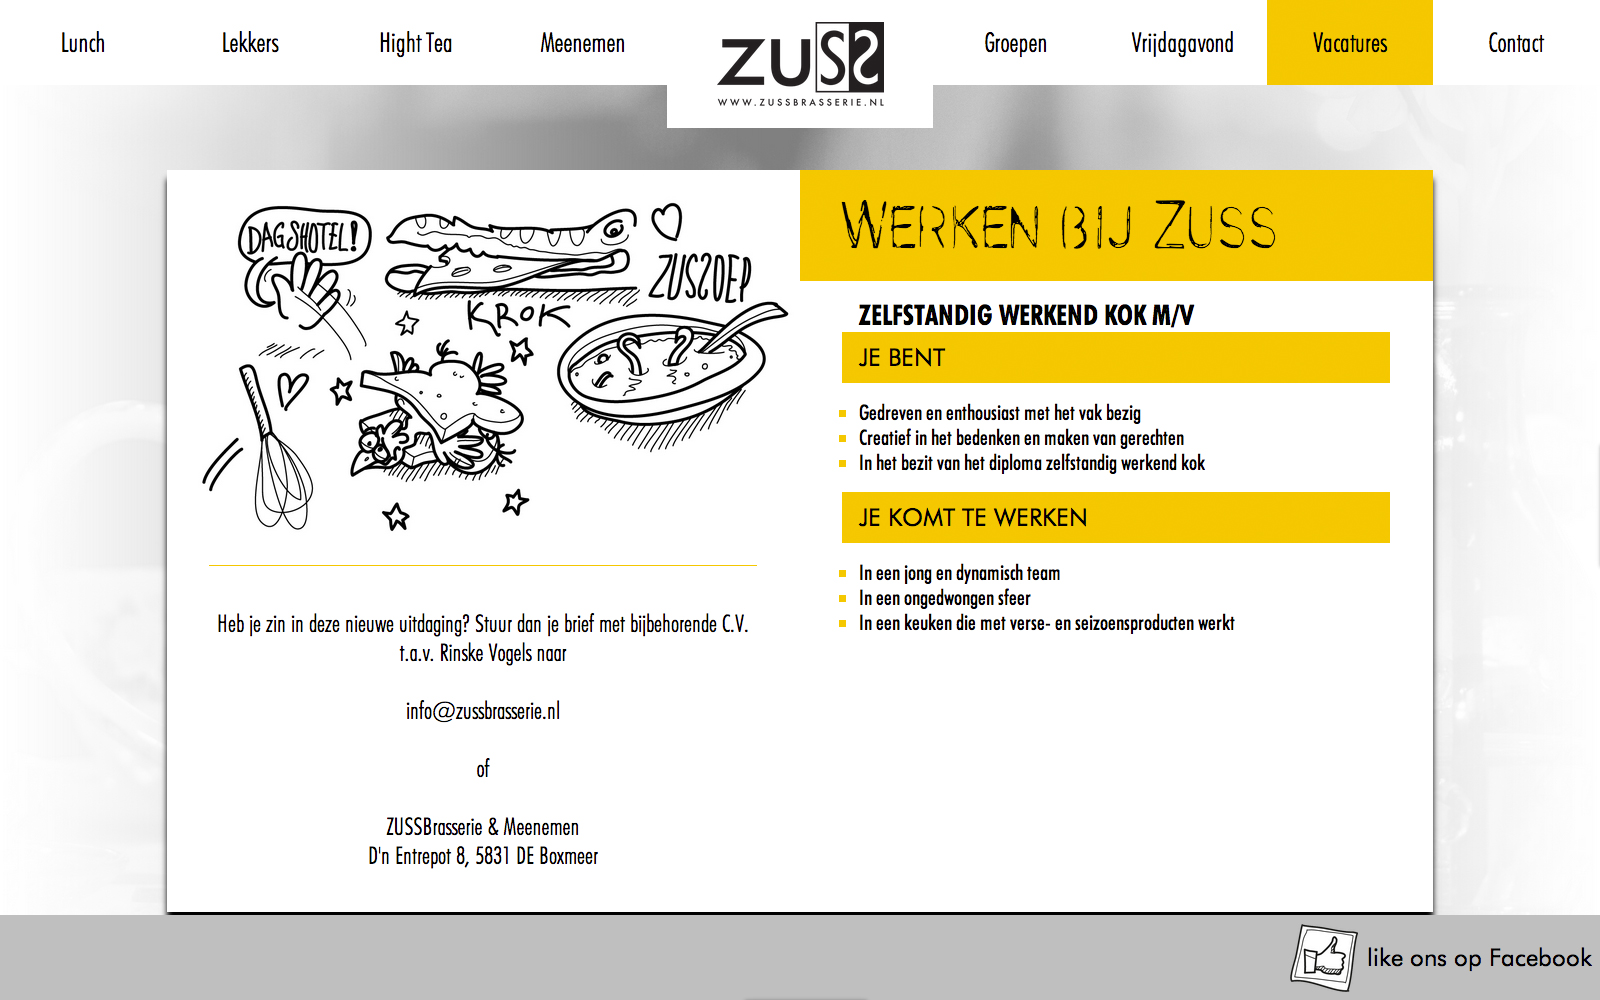 Lunch
Lekkers
Hight Tea
Meenemen
ZUSS
WWW.ZUSSBRASSERIE.NL
Groepen
Vrijdagavond
Vacatures
Contact
DAGSHOTEL!
KROK
ZUSSOEP
Heb je zin in deze nieuwe uitdaging? Stuur dan je brief met bijbehorende C.V.
t.a.v. Rinske Vogels naar
info@zussbrasserie.nl
of
ZUSSBrasserie & Meenemen
D'n Entrepot 8, 5831 DE Boxmeer
WERKEN BIJ ZUSS
ZELFSTANDIG WERKEND KOK M/V
JE BENT
Gedreven en enthousiast met het vak bezig
Creatief in het bedenken en maken van gerechten
In het bezit van het diploma zelfstandig werkend kok
JE KOMT TE WERKEN
In een jong en dynamisch team
In een ongedwongen sfeer
In een keuken die met verse- en seizoensproducten werkt
like ons op Facebook